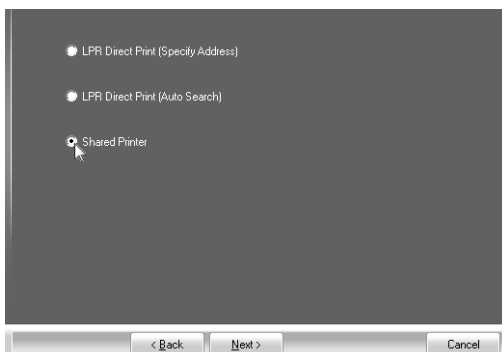 LPR Direct Print (Specify Address)
LPR Direct Print (Auto Search)
Shared Printer
< Back Next > Cancel